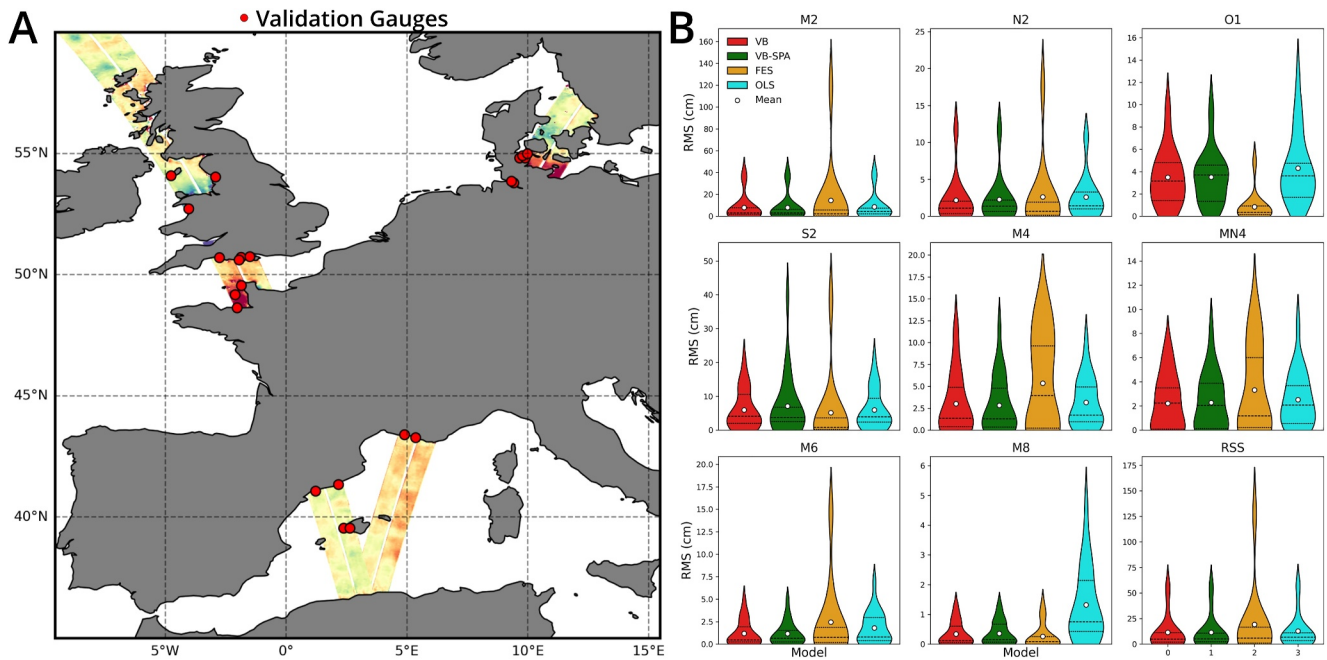 A
Validation Gauges
55°N
50°N
45°N
40°N
5°W
0°
5°E
10°E
15°E
B
M2
N2
O1
RMS (cm)
160
140
120
100
80
60
40
20
0
VB
VB-SPA
FES
OLS
Mean
25
20
15
10
5
0
16
14
12
10
8
6
4
2
0
S2
M4
MN4
RMS (cm)
50
40
30
20
10
0
20.0
17.5
15.0
12.5
10.0
7.5
5.0
2.5
0.0
14
12
10
8
6
4
2
0
M6
M8
RSS
RMS (cm)
20.0
17.5
15.0
12.5
10.0
7.5
5.0
2.5
0.0
6
5
4
3
2
1
0
175
150
125
100
75
50
25
0
0 1 2 3
Model
Model